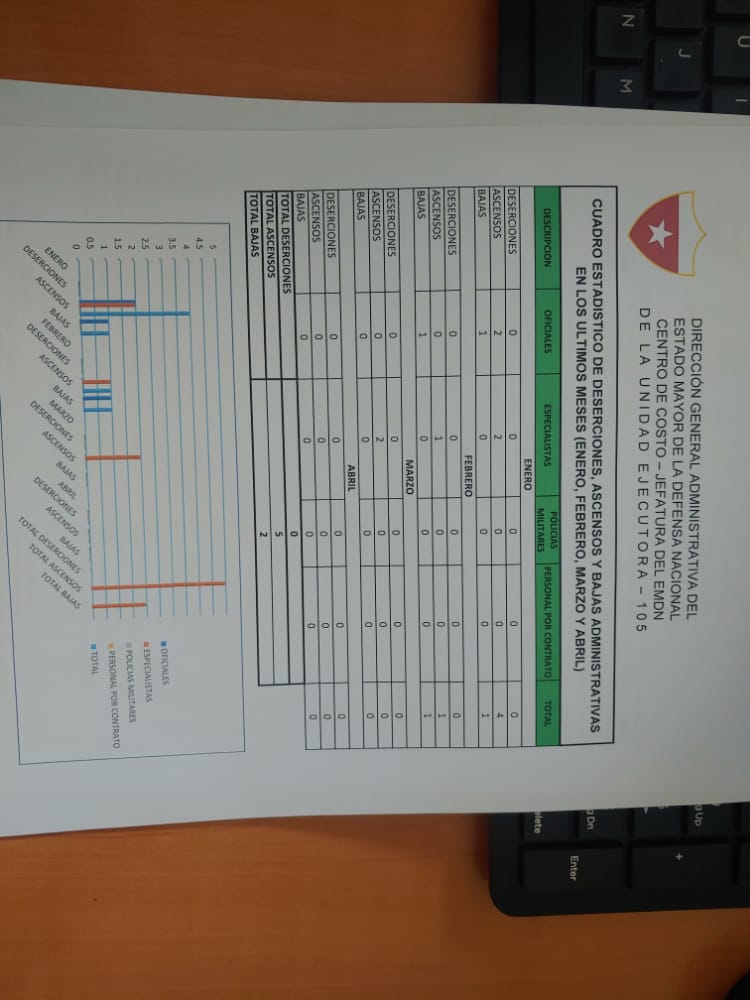 DIRECCIÓN GENERAL ADMINISTRATIVA DEL
ESTADO MAYOR DE LA DEFENSA NACIONAL
CENTRO DE COSTO – JEFATURA DEL EMDN
DE LA UNIDAD EJECUTORA – 105
CUADRO ESTADISTICO DE DESERCIONES, ASCENSOS Y BAJAS ADMINISTRATIVAS
EN LOS ULTIMOS MESES (ENERO, FEBRERO, MARZO Y ABRIL)
DESCRIPCION OFICIALES ESPECIALISTAS POLICIAS MILITARES PERSONAL POR CONTRATO TOTAL
ENERO
DESERCIONES 0 0 0 0 0
ASCENSOS 2 2 0 0 4
BAJAS 1 0 0 0 1
FEBRERO
DESERCIONES 0 0 0 0 0
ASCENSOS 0 1 0 0 1
BAJAS 1 0 0 0 1
MARZO
DESERCIONES 0 0 0 0 0
ASCENSOS 0 2 0 0 0
BAJAS 0 0 0 0 0
ABRIL
DESERCIONES 0 0 0 0 0
ASCENSOS 0 0 0 0 0
BAJAS 0 0 0 0 0
TOTAL DESERCIONES 0
TOTAL ASCENSOS 5
TOTAL BAJAS 2
5
4.5
4
3.5
3
2.5
2
1.5
1
0.5
0
ENERO
DESERCIONES
ASCENSOS
BAJAS
FEBRERO
DESERCIONES
ASCENSOS
BAJAS
MARZO
DESERCIONES
ASCENSOS
BAJAS
ABRIL
DESERCIONES
ASCENSOS
BAJAS
TOTAL DESERCIONES
TOTAL ASCENSOS
TOTAL BAJAS
OFICIALES
ESPECIALISTAS
POLICIAS MILITARES
PERSONAL POR CONTRATO
TOTAL
U
J
N
M
I
g Up
g Dn
elete
+
Enter